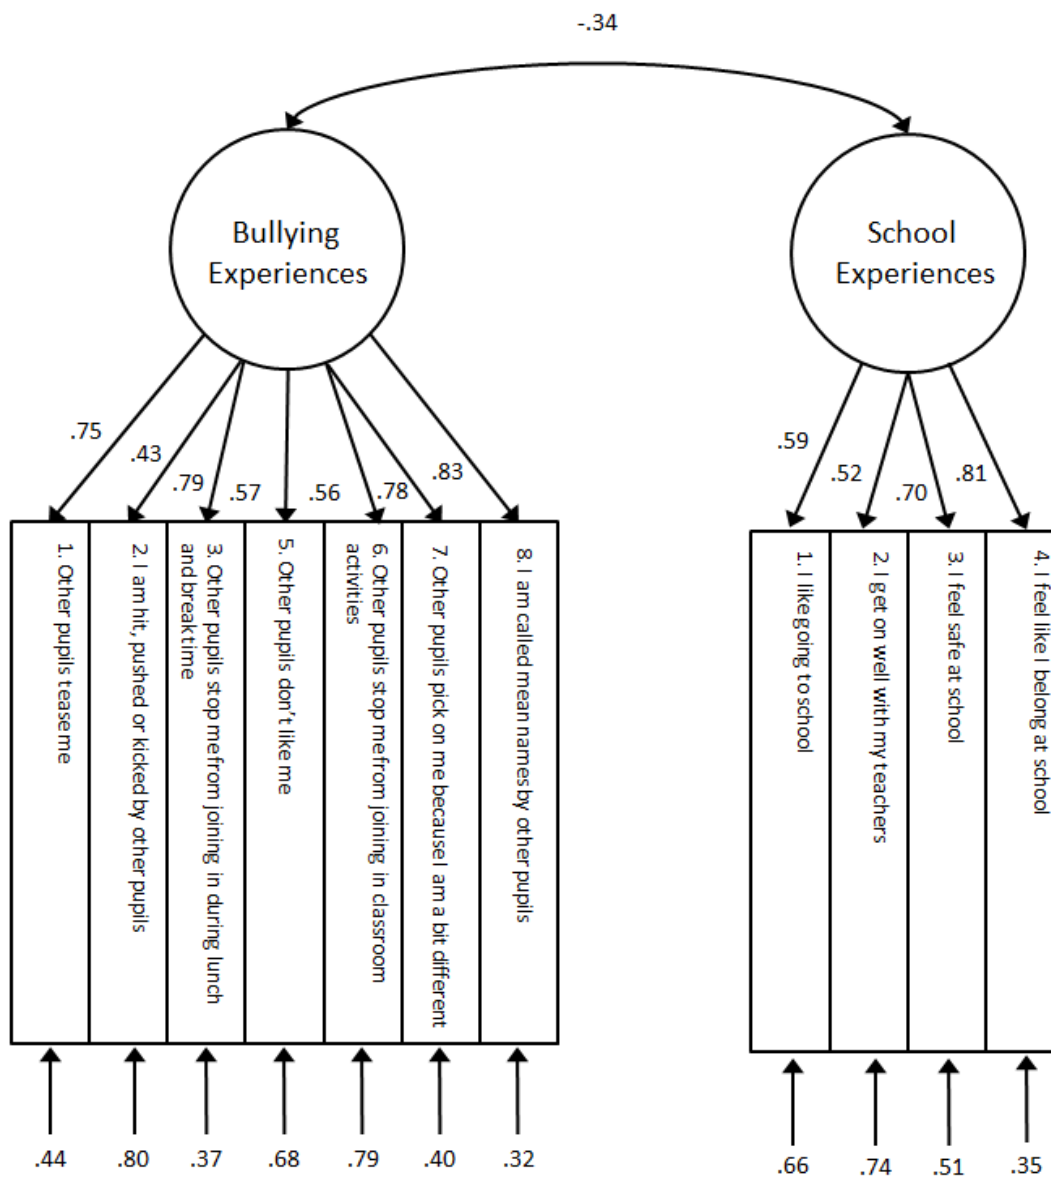 -.34
Bullying
Experiences
School
Experiences
.75
.43
.79
.57
.56
.78
.83
.59
.52
.70
.81
1. Other pupils tease me
2. I am hit, pushed or kicked by other pupils
3. Other pupils stop me from joining in during lunch
and break time
5. Other pupils don't like me
6. Other pupils stop me from joining in classroom
activities
7. Other pupils pick on me because I am a bit different
8. I am called mean names by other pupils
1. I like going to school
2. I get on well with my teachers
3. I feel safe at school
4. I feel like I belong at school
.44
.80
.37
.68
.79
.40
.32
.66
.74
.51
.35